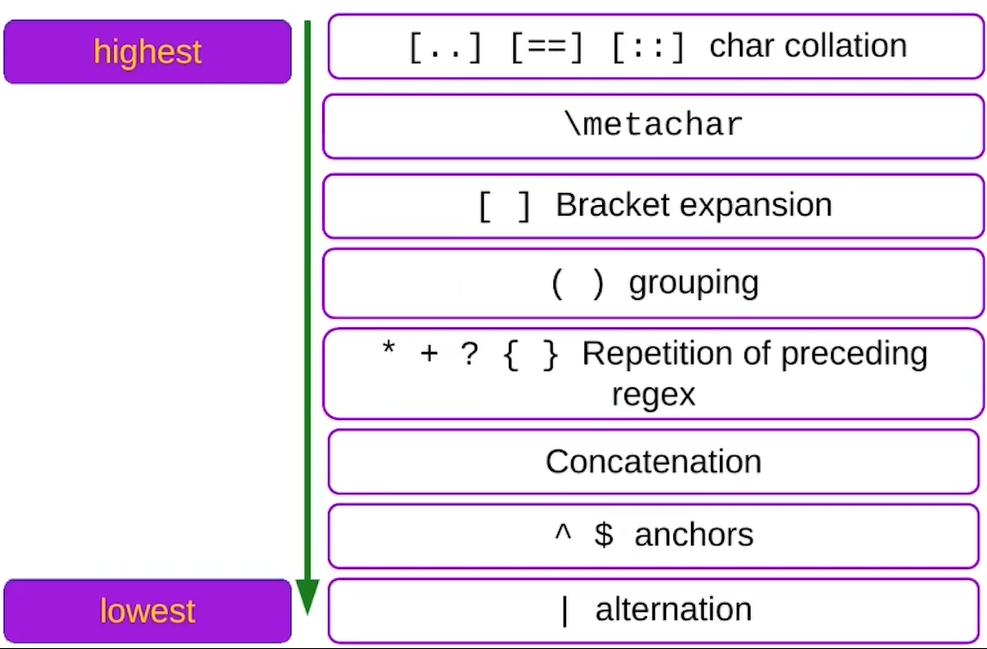 highest
[..] [==] [::] char collation
\metachar
[ ] Bracket expansion
( ) grouping
* + ? { } Repetition of preceding
regex
Concatenation
^ $ anchors
lowest
| alternation